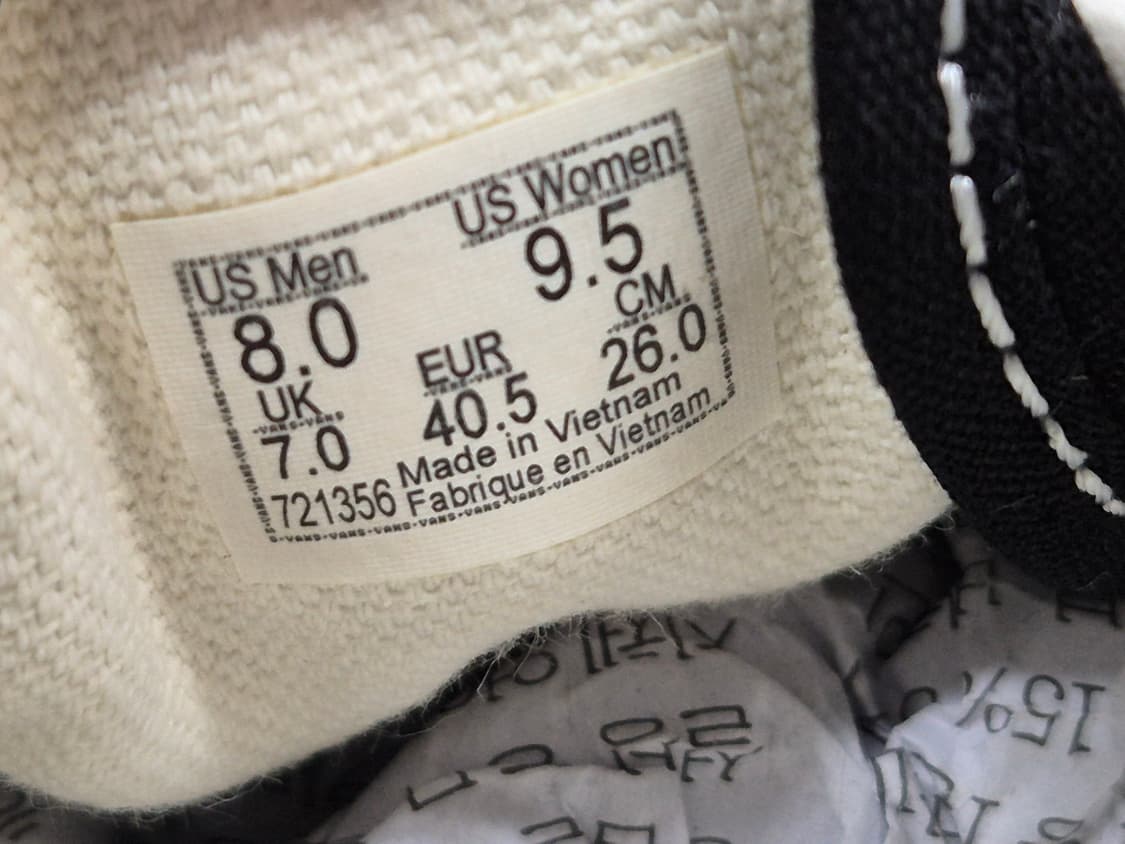 US Men US Women
8.0 9.5
UK EUR CM
7.0 40.5 26.0
Made in Vietnam
721356 Fabrique en Vietnam
15%